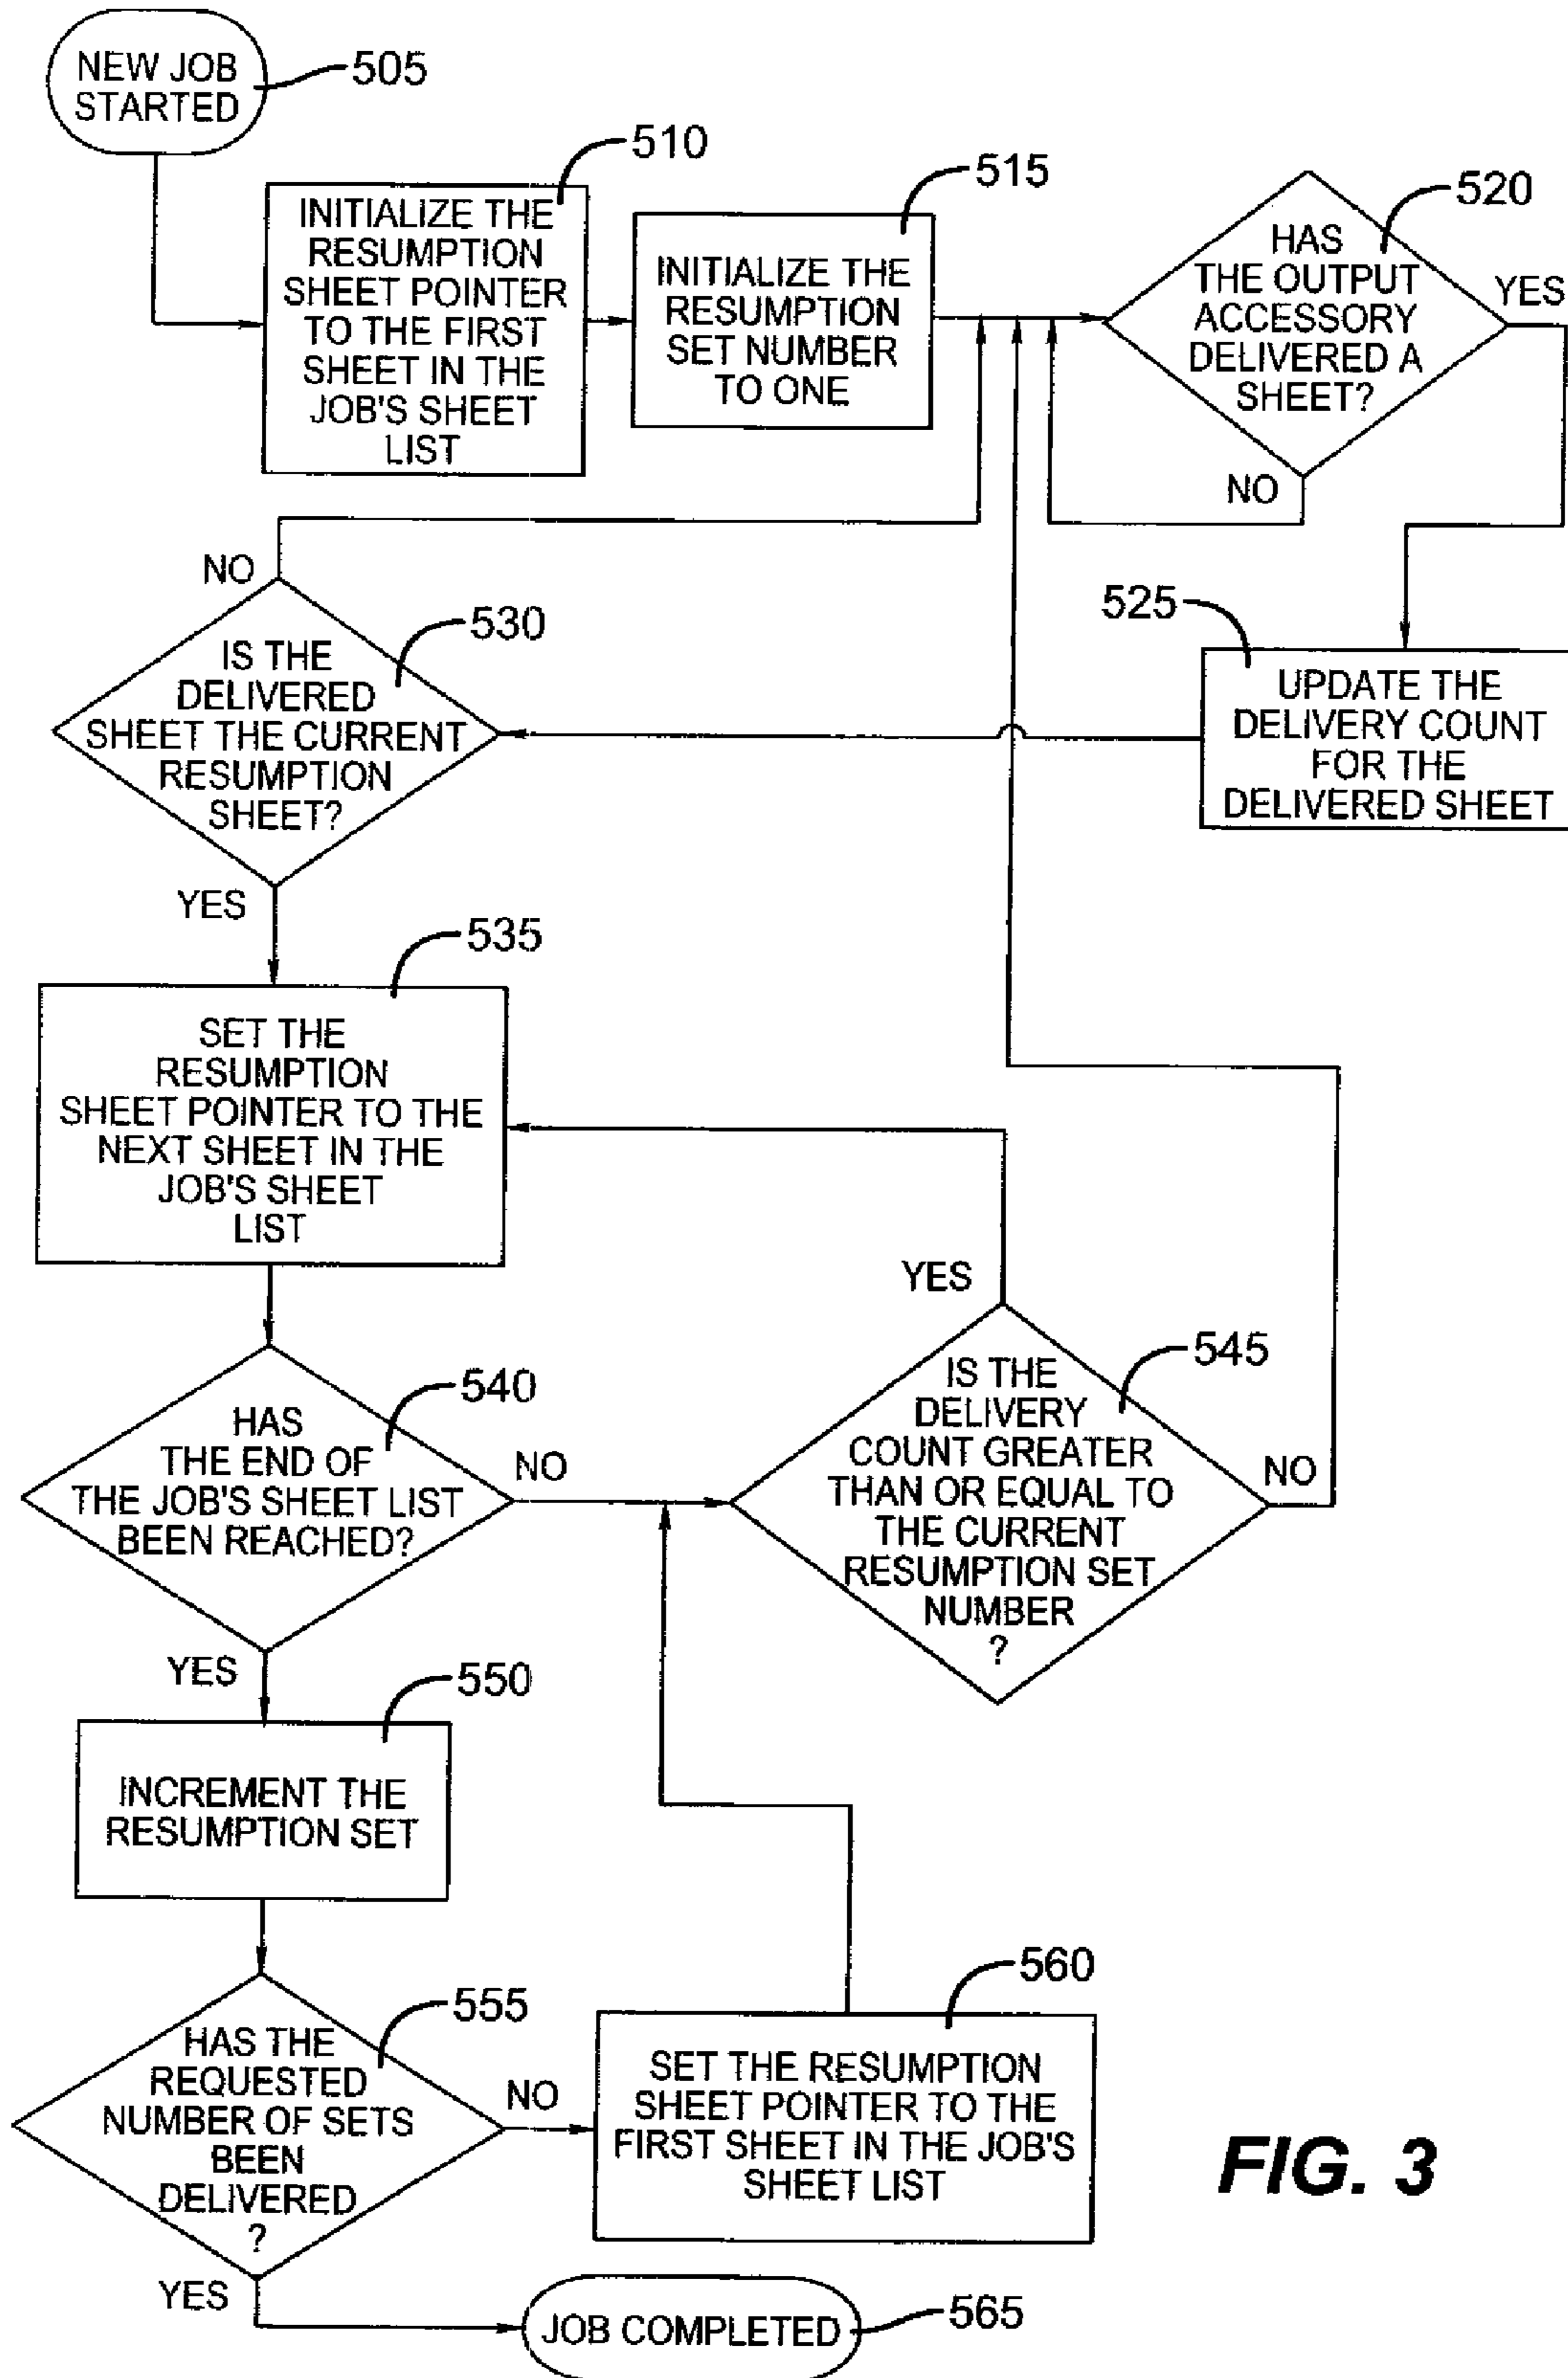 NEW JOB
STARTED
505
510
INITIALIZE THE
RESUMPTION
SHEET POINTER
TO THE FIRST
SHEET IN THE
JOB'S SHEET
LIST
515
INITIALIZE THE
RESUMPTION
SET NUMBER
TO ONE
520
HAS
THE OUTPUT
ACCESSORY
DELIVERED A
SHEET?
YES
NO
525
UPDATE THE
DELIVERY COUNT
FOR THE
DELIVERED SHEET
NO
530
IS THE
DELIVERED
SHEET THE CURRENT
RESUMPTION
SHEET?
YES
535
SET THE
RESUMPTION
SHEET POINTER TO THE
NEXT SHEET IN THE
JOB'S SHEET
LIST
540
HAS
THE END OF
THE JOB'S SHEET LIST
BEEN REACHED?
NO
YES
YES
545
IS THE
DELIVERY
COUNT GREATER
THAN OR EQUAL TO
THE CURRENT
RESUMPTION SET
NUMBER
?
NO
550
INCREMENT THE
RESUMPTION SET
555
HAS THE
REQUESTED
NUMBER OF SETS
BEEN
DELIVERED
?
NO
YES
560
SET THE RESUMPTION
SHEET POINTER TO THE
FIRST SHEET IN THE JOB'S
SHEET LIST
JOB COMPLETED
565
FIG. 3